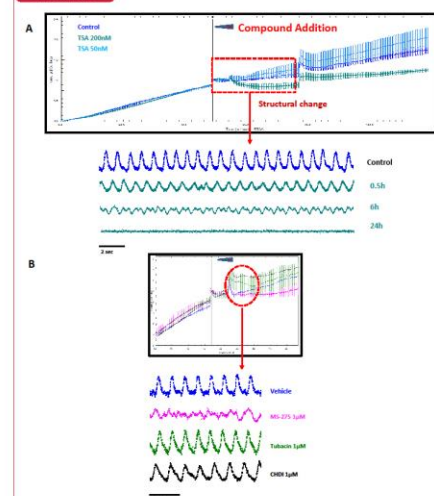 A
Control
TSA 200nM
TSA 50nM
Compound Addition
Structural change
Control
0.5h
6h
24h
2 sec
B
Vehicle
MS-275 1µM
Tubacin 1µM
CHDI 1µM